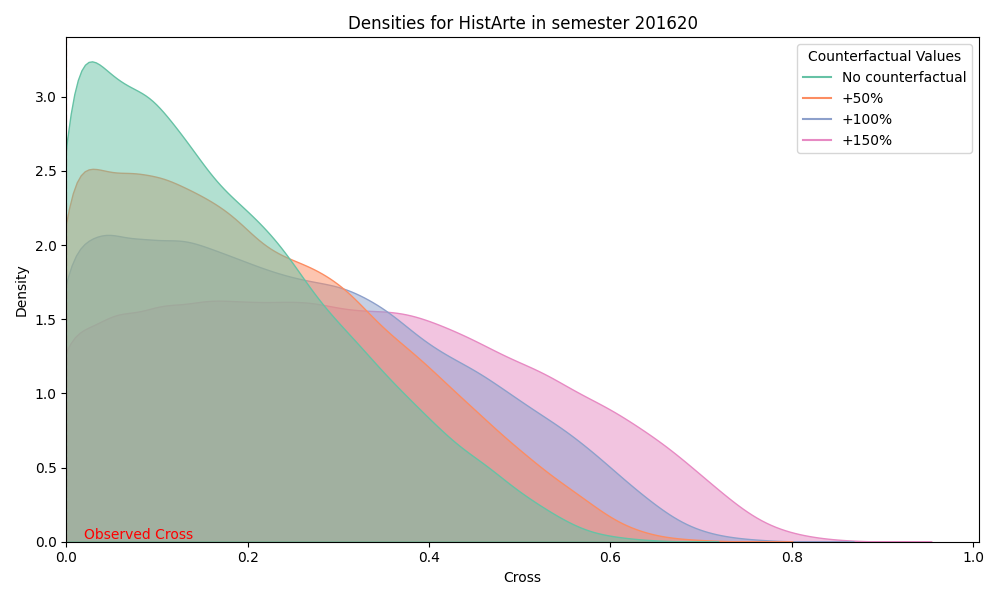 Densities for HistArte in semester 201620
Counterfactual Values
No counterfactual
+50%
+100%
+150%
Density
3.0
2.5
2.0
1.5
1.0
0.5
0.0
Observed Cross
0.0 0.2 0.4 0.6 0.8 1.0
Cross